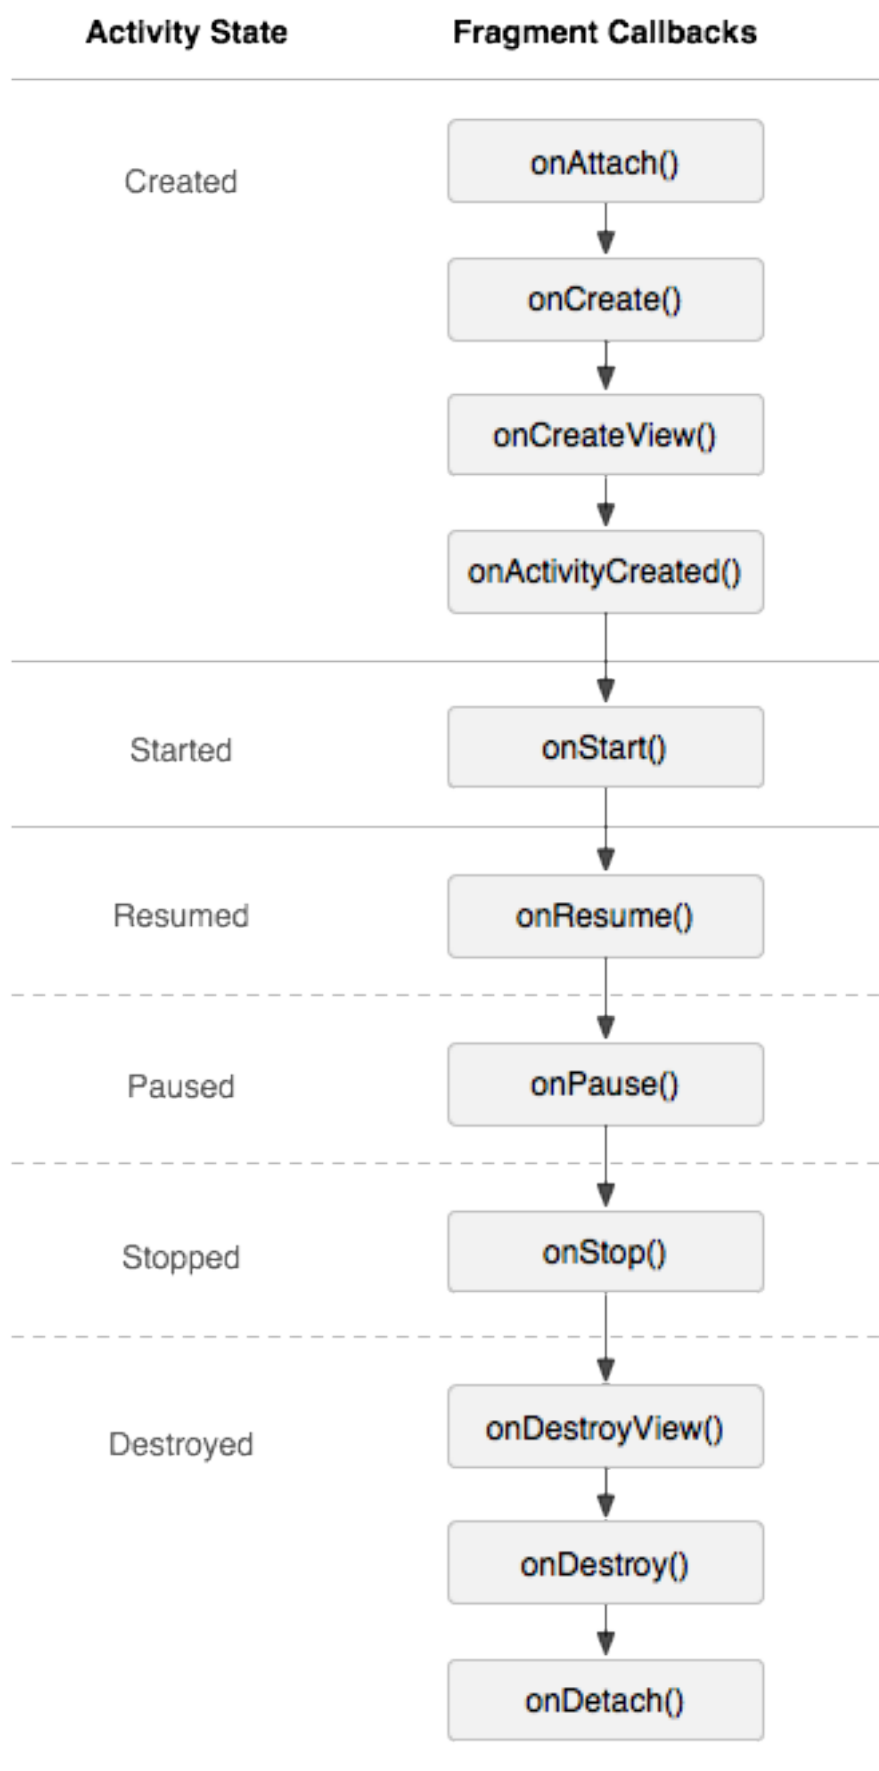 Activity State Fragment Callbacks
Created
onAttach()
onCreate()
onCreateView()
onActivityCreated()
Started
onStart()
Resumed
onResume()
Paused
onPause()
Stopped
onStop()
Destroyed
onDestroyView()
onDestroy()
onDetach()